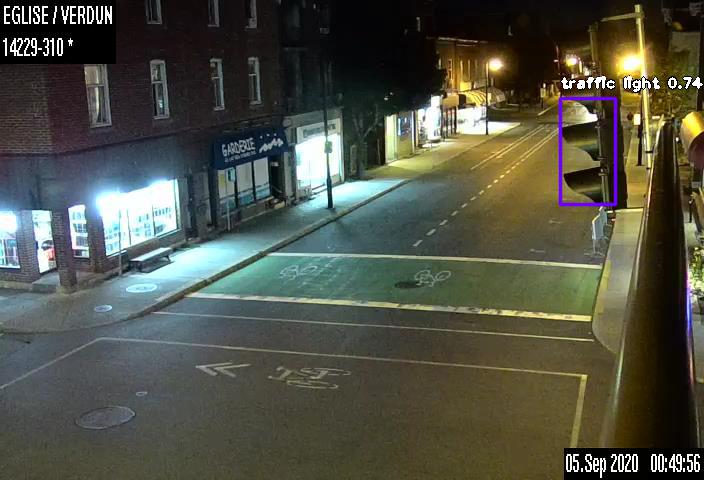 EGLISE / VERDUN
14229-310 *
traffic light 0.74
GARDERIE
05.Sep 2020 00:49:56